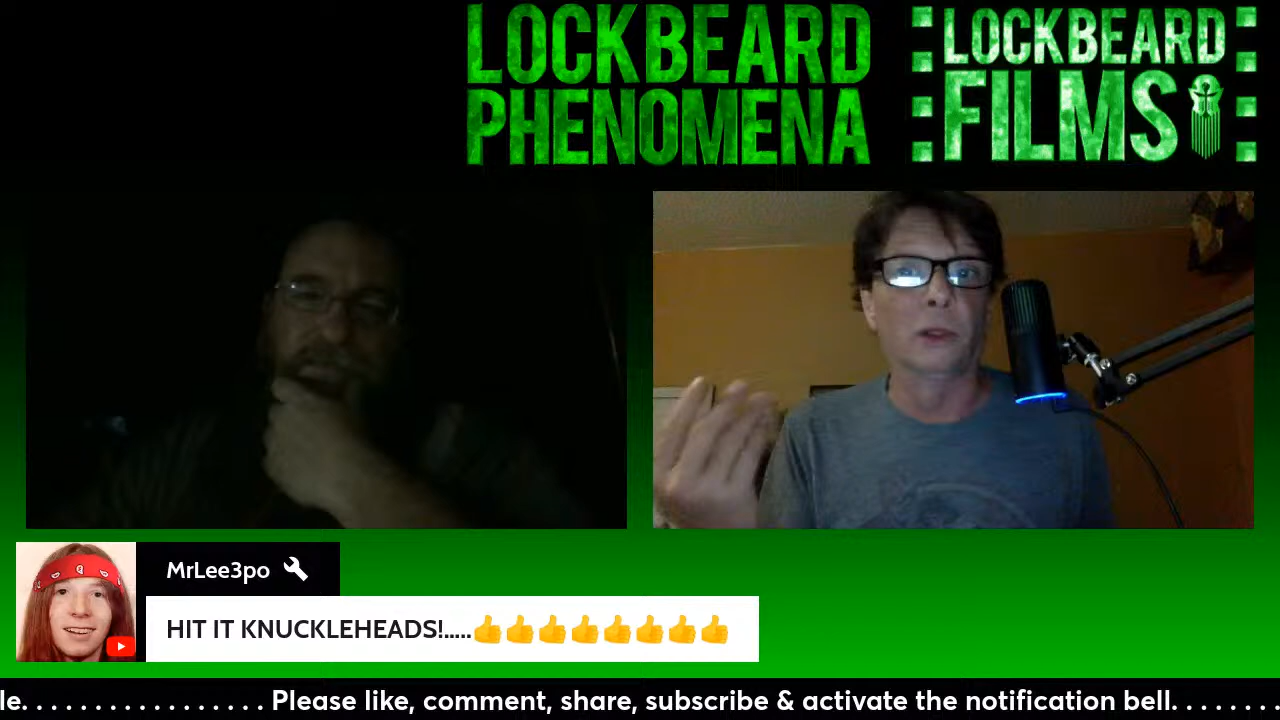 LOCKBEARD
PHENOMENA
LOCKBEARD
FILMS
MrLee3po
HIT IT KNUCKLEHEADS!.....👍👍👍👍👍👍👍👍
le. . . . . . . . . . . . . . . . . Please like, comment, share, subscribe & activate the notification bell. . . . . . . .